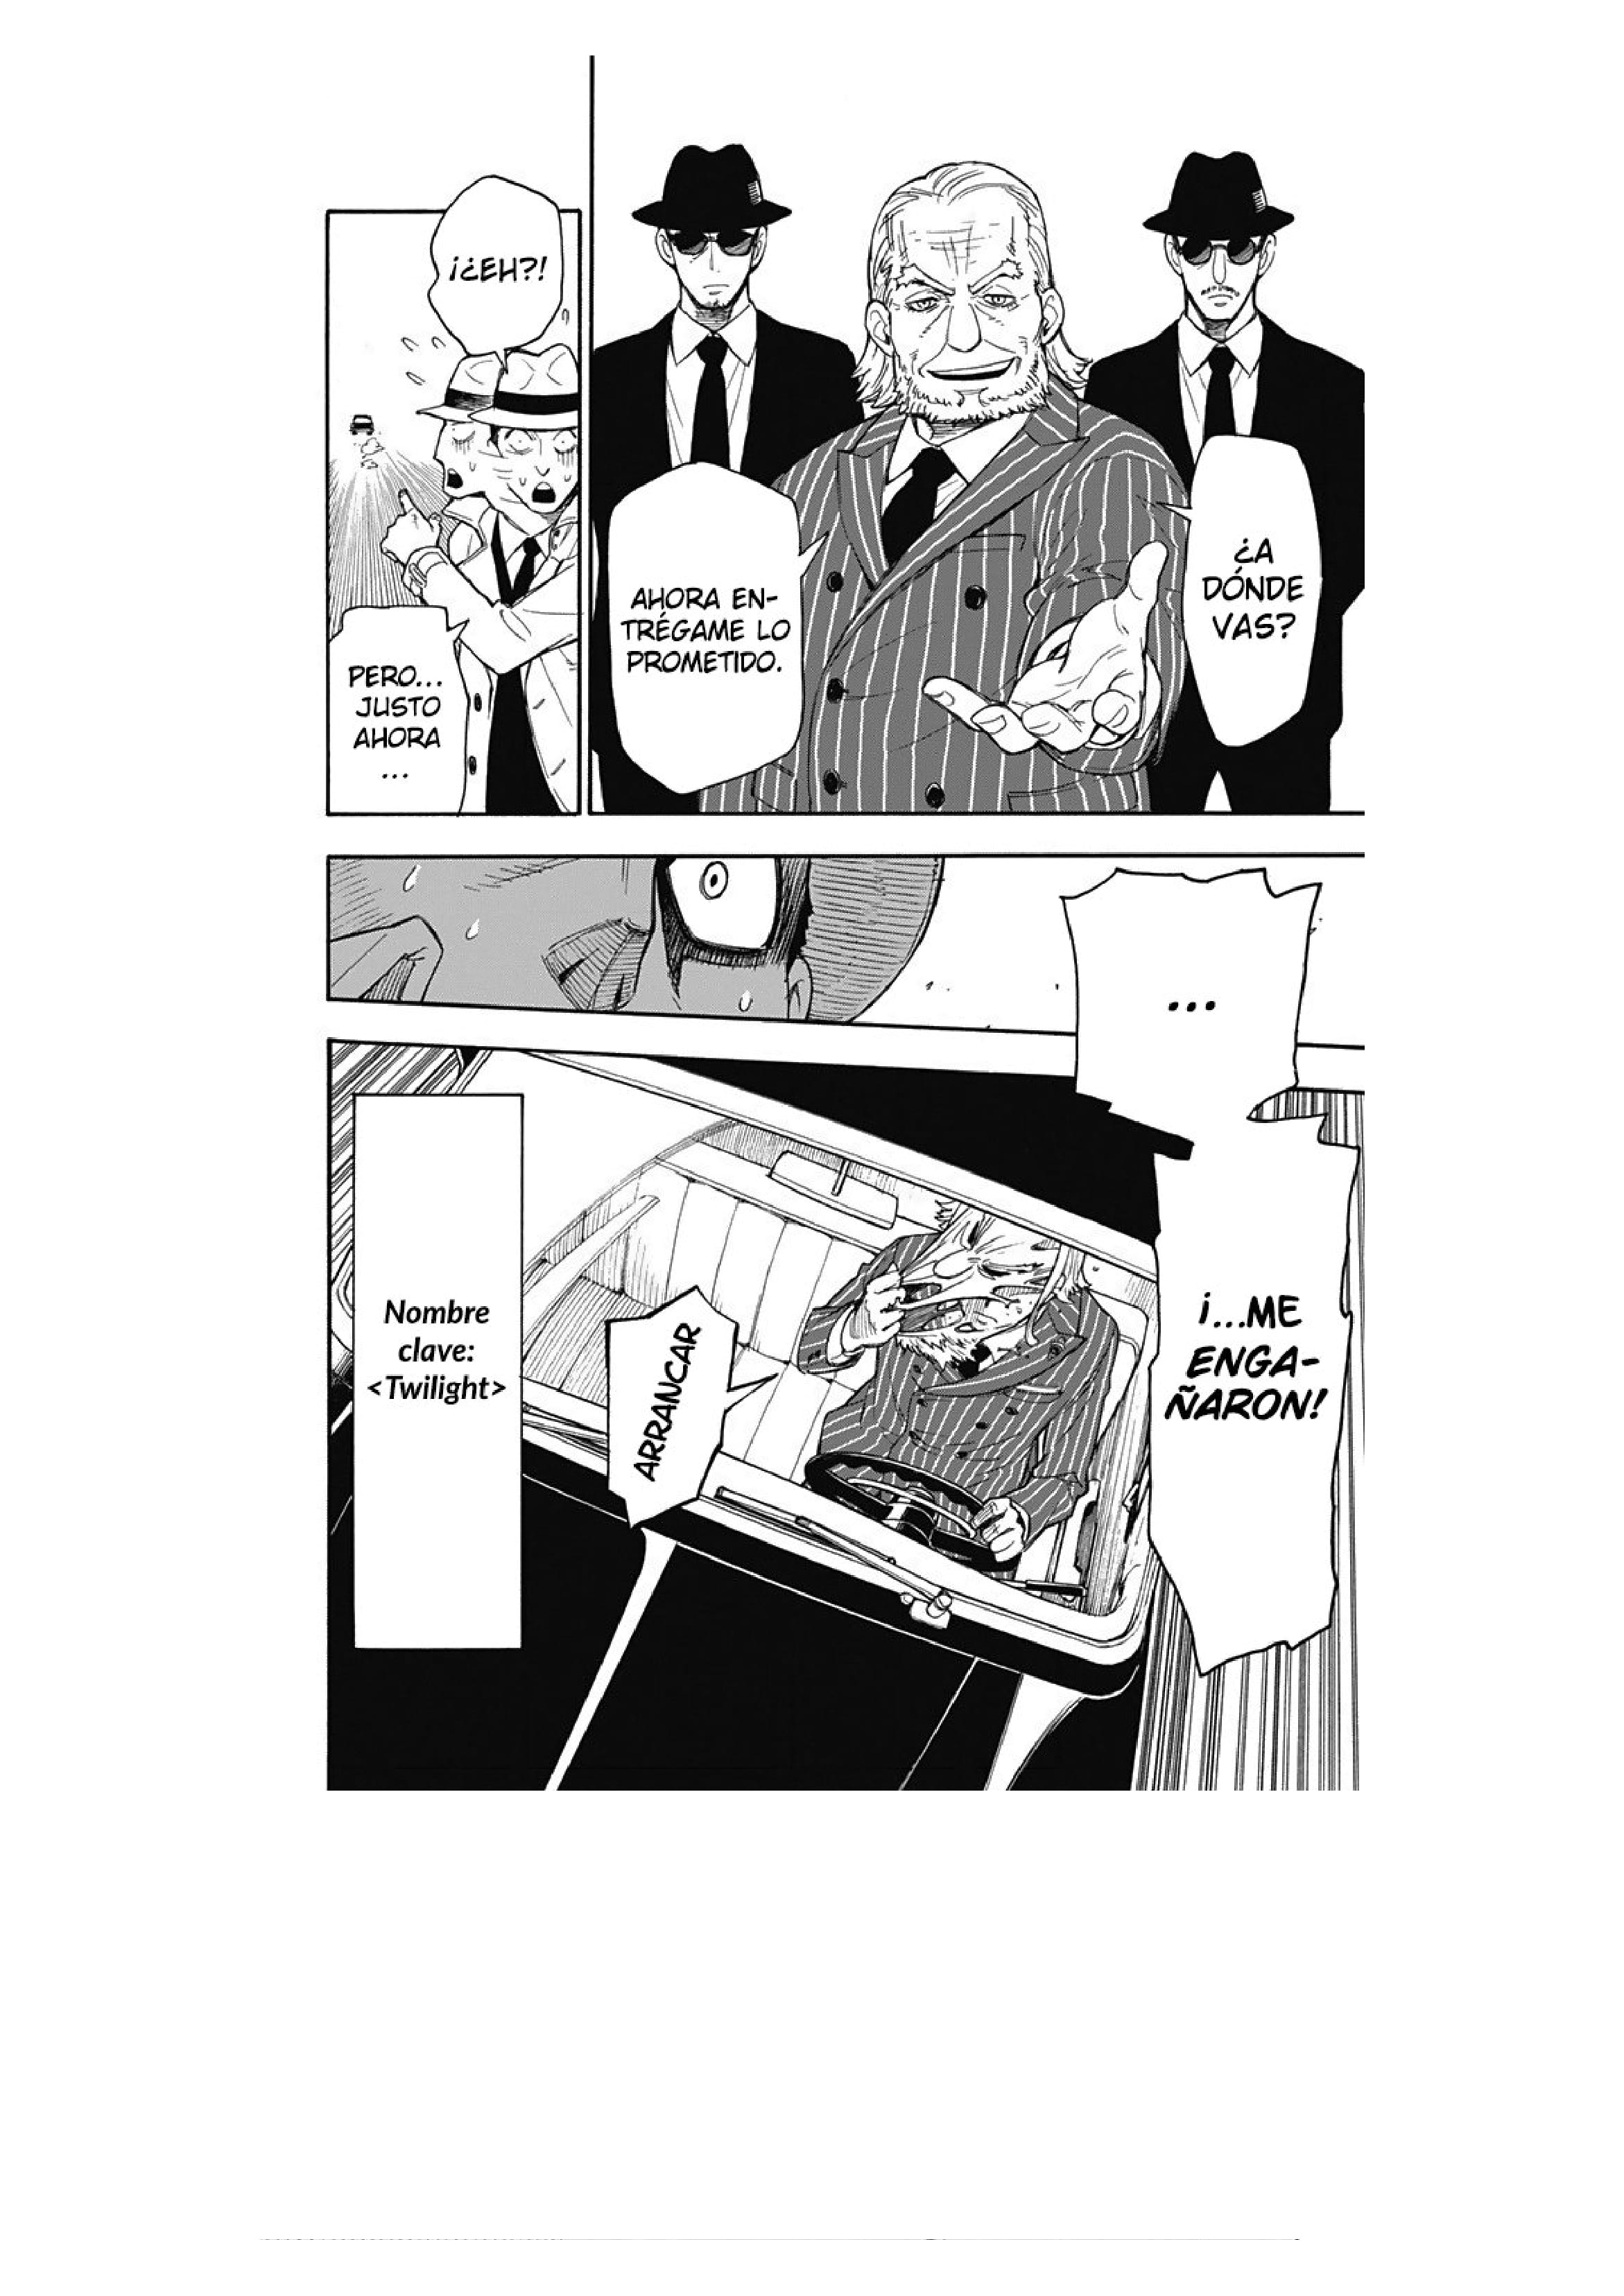 ¿A
DÓNDE
VAS?
AHORA EN-
TRÉGAME LO
PROMETIDO.
¡¿EH?!
PERO...
JUSTO
AHORA
...
...
¡...ME
ENGA-
ÑARON!
ARRANCAR
Nombre
clave:
<Twilight>